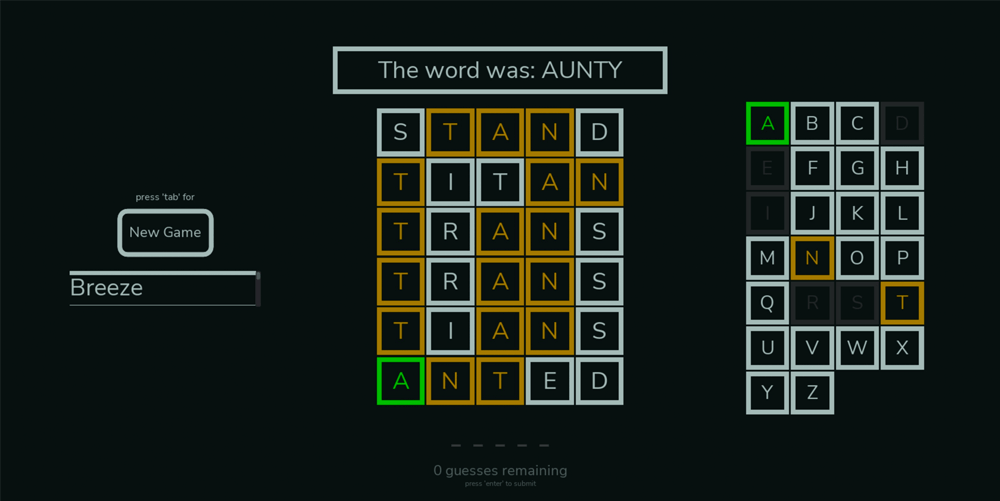 The word was: AUNTY
S T A N D
T I T A N
T R A N S
T R A N S
T I A N S
A N T E D
_ _ _ _ _
0 guesses remaining
press 'enter' to submit
press 'tab' for
New Game
Breeze
A B C D
E F G H
I J K L
M N O P
Q R S T
U V W X
Y Z